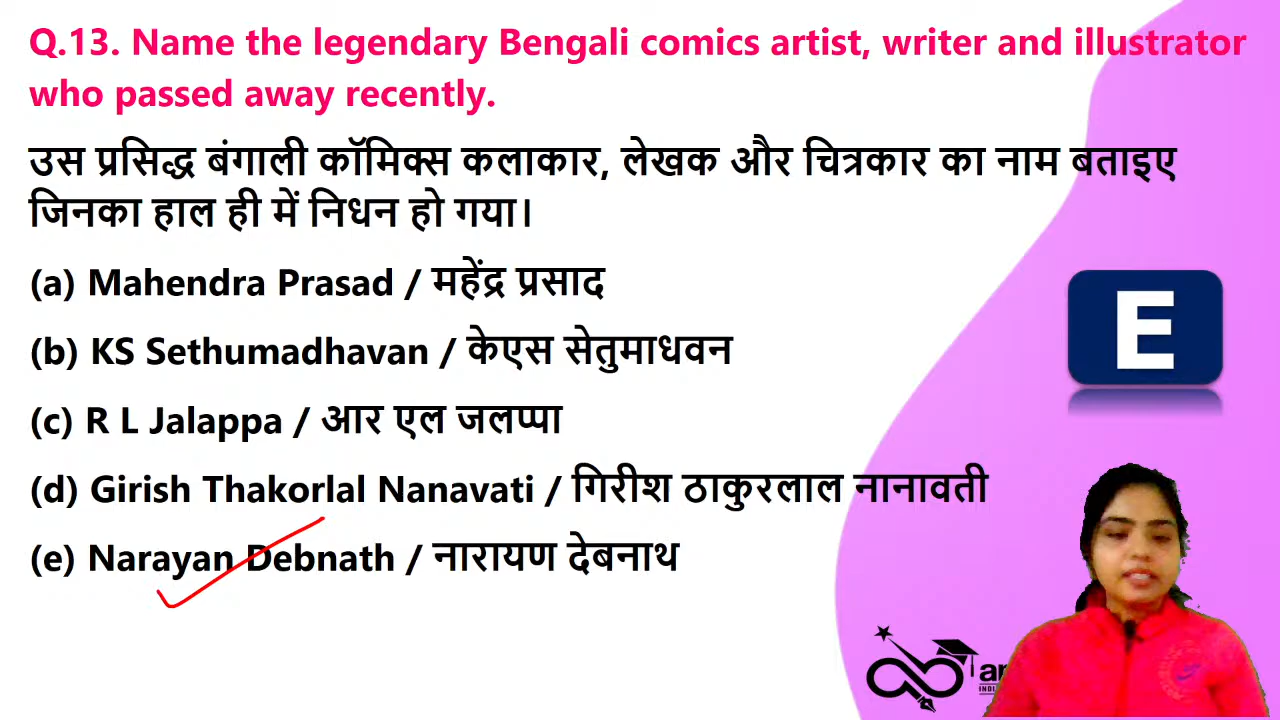 Q.13. Name the legendary Bengali comics artist, writer and illustrator
who passed away recently.
उस प्रसिद्ध बंगाली कॉमिक्स कलाकार, लेखक और चित्रकार का नाम बताइए
जिनका हाल ही में निधन हो गया।
(a) Mahendra Prasad / महेंद्र प्रसाद
(b) KS Sethumadhavan / केएस सेतुमाधवन
E
(c) R L Jalappa / आर एल जलप्पा
(d) Girish Thakorlal Nanavati / गिरीश ठाकुरलाल नानावती
(e) Narayan Debnath / नारायण देबनाथ